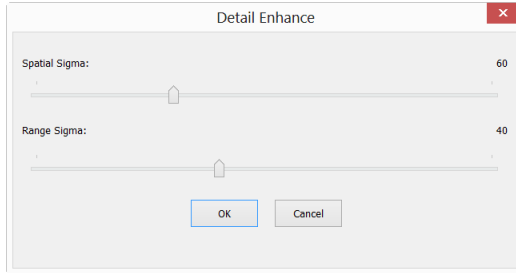 Detail Enhance
Spatial Sigma: 60
Range Sigma: 40
OK Cancel